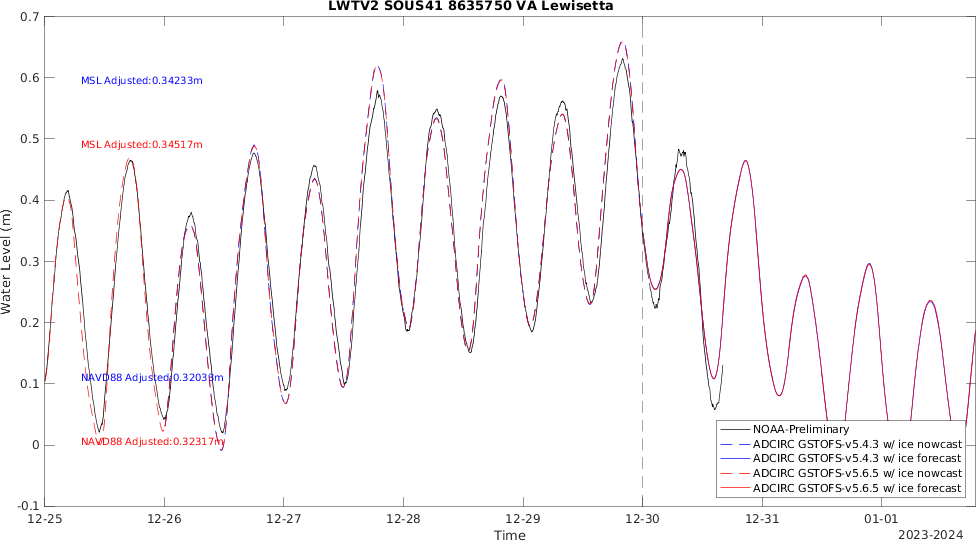 LWTV2 SOUS41 8635750 VA Lewisetta
0.7
0.6
0.5
0.4
0.3
0.2
0.1
0
-0.1
Water Level (m)
MSL Adjusted:0.34233m
MSL Adjusted:0.34517m
NAVD88 Adjusted:0.32033m
NAVD88 Adjusted:0.32317m
NOAA-Preliminary
ADCIRC GSTOFS-v5.4.3 w/ ice nowcast
ADCIRC GSTOFS-v5.4.3 w/ ice forecast
ADCIRC GSTOFS-v5.6.5 w/ ice nowcast
ADCIRC GSTOFS-v5.6.5 w/ ice forecast
12-25 12-26 12-27 12-28 12-29 12-30 12-31 01-01
Time
2023-2024